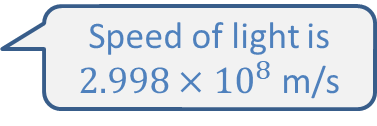 Speed of light is
2.998 × 10⁸ m/s